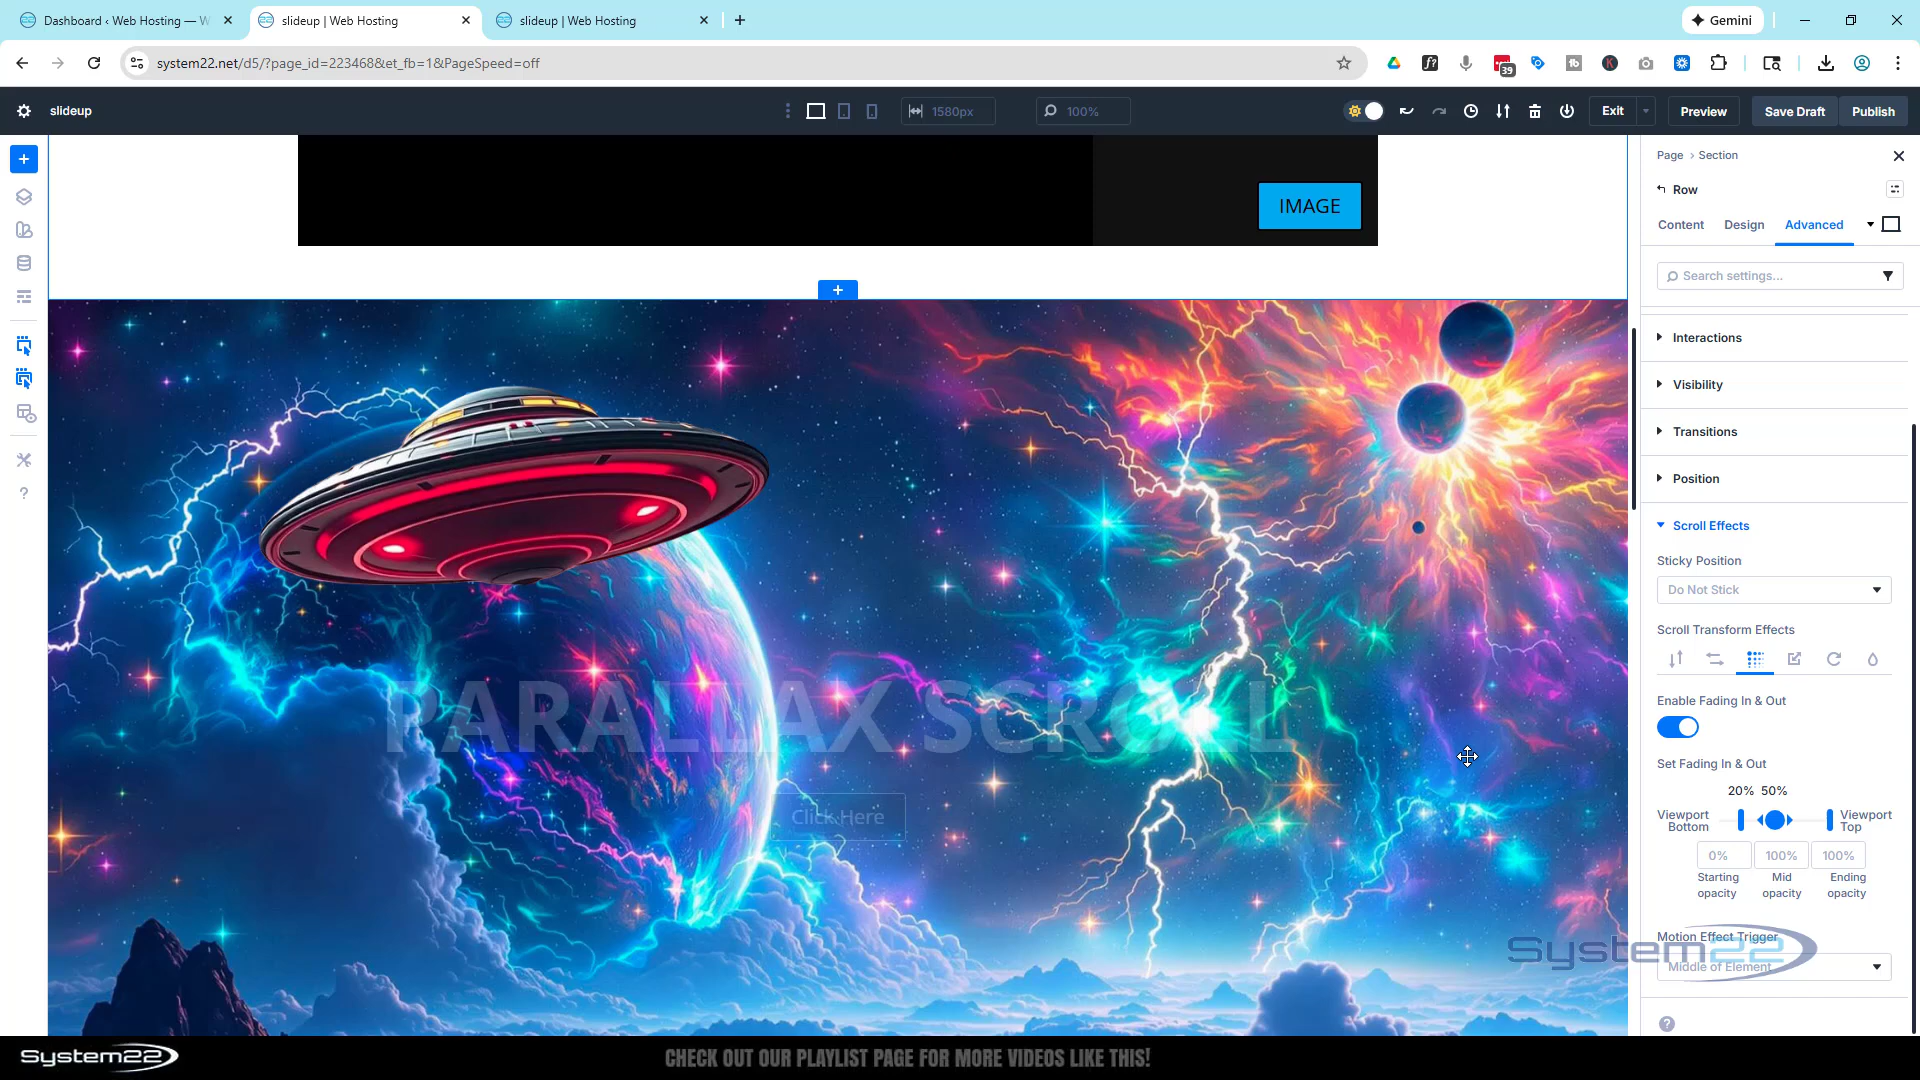 Dashboard ‹ Web Hosting — W
slideup | Web Hosting
slideup | Web Hosting
Gemini
system22.net/d5/?page_id=223468&et_fb=1&PageSpeed=off
39
slideup
1580px
100%
Exit
Preview
Save Draft
Publish
Page › Section
Row
Content
Design
Advanced
Search settings...
IMAGE
Interactions
Visibility
Transitions
Position
Scroll Effects
Sticky Position
Do Not Stick
Scroll Transform Effects
Enable Fading In & Out
Set Fading In & Out
20% 50%
Viewport Bottom
Viewport Top
0%
100%
100%
Starting opacity
Mid opacity
Ending opacity
Motion Effect Trigger
Middle of Element
PARALLAX SCROLL
Click Here
System22
System22
CHECK OUT OUR PLAYLIST PAGE FOR MORE VIDEOS LIKE THIS!